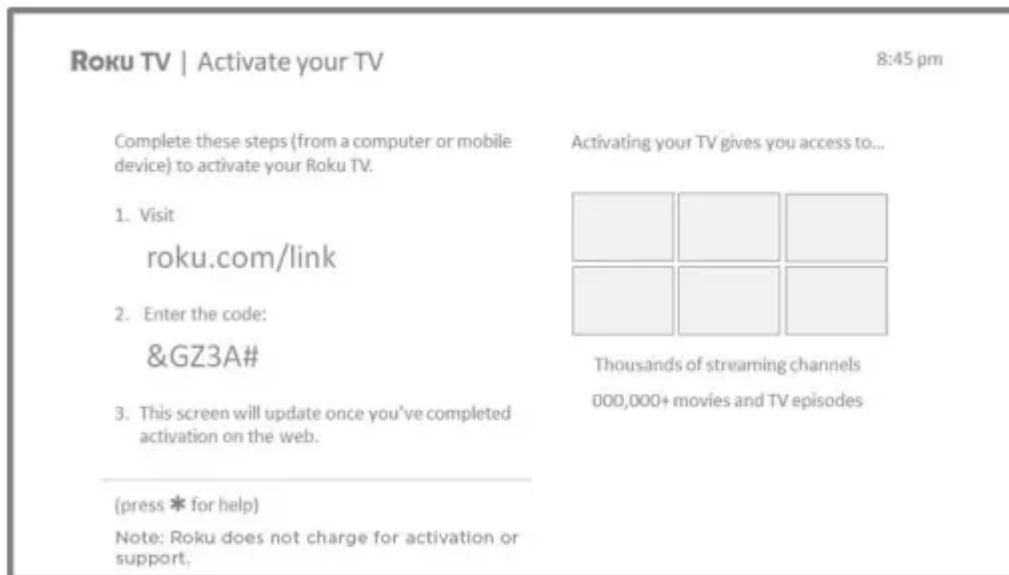 Roku TV | Activate your TV
8:45 pm
Complete these steps (from a computer or mobile
device) to activate your Roku TV.
1. Visit
roku.com/link
2. Enter the code:
&GZ3A#
3. This screen will update once you've completed
activation on the web.
(press * for help)
Note: Roku does not charge for activation or
support.
Activating your TV gives you access to...
Thousands of streaming channels
000,000+ movies and TV episodes